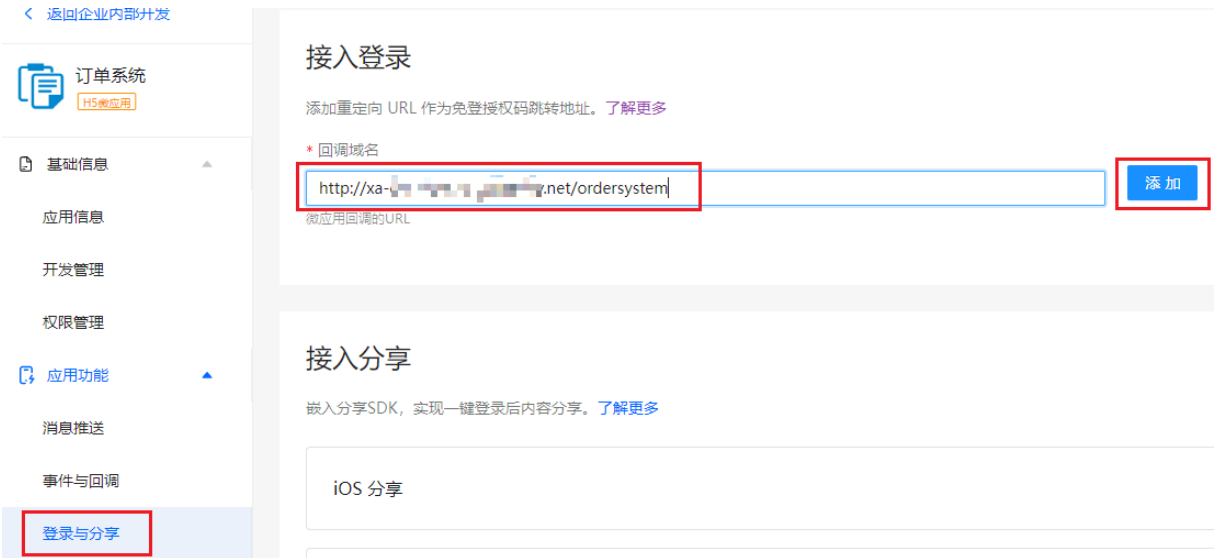 返回企业内部开发
订单系统
H5微应用
基础信息
应用信息
开发管理
权限管理
应用功能
消息推送
事件与回调
登录与分享
接入登录
添加重定向 URL 作为免登授权码跳转地址。了解更多
* 回调域名
http://xa- .net/ordersystem
添加
微应用回调的URL
接入分享
嵌入分享SDK，实现一键登录后内容分享。了解更多
iOS 分享